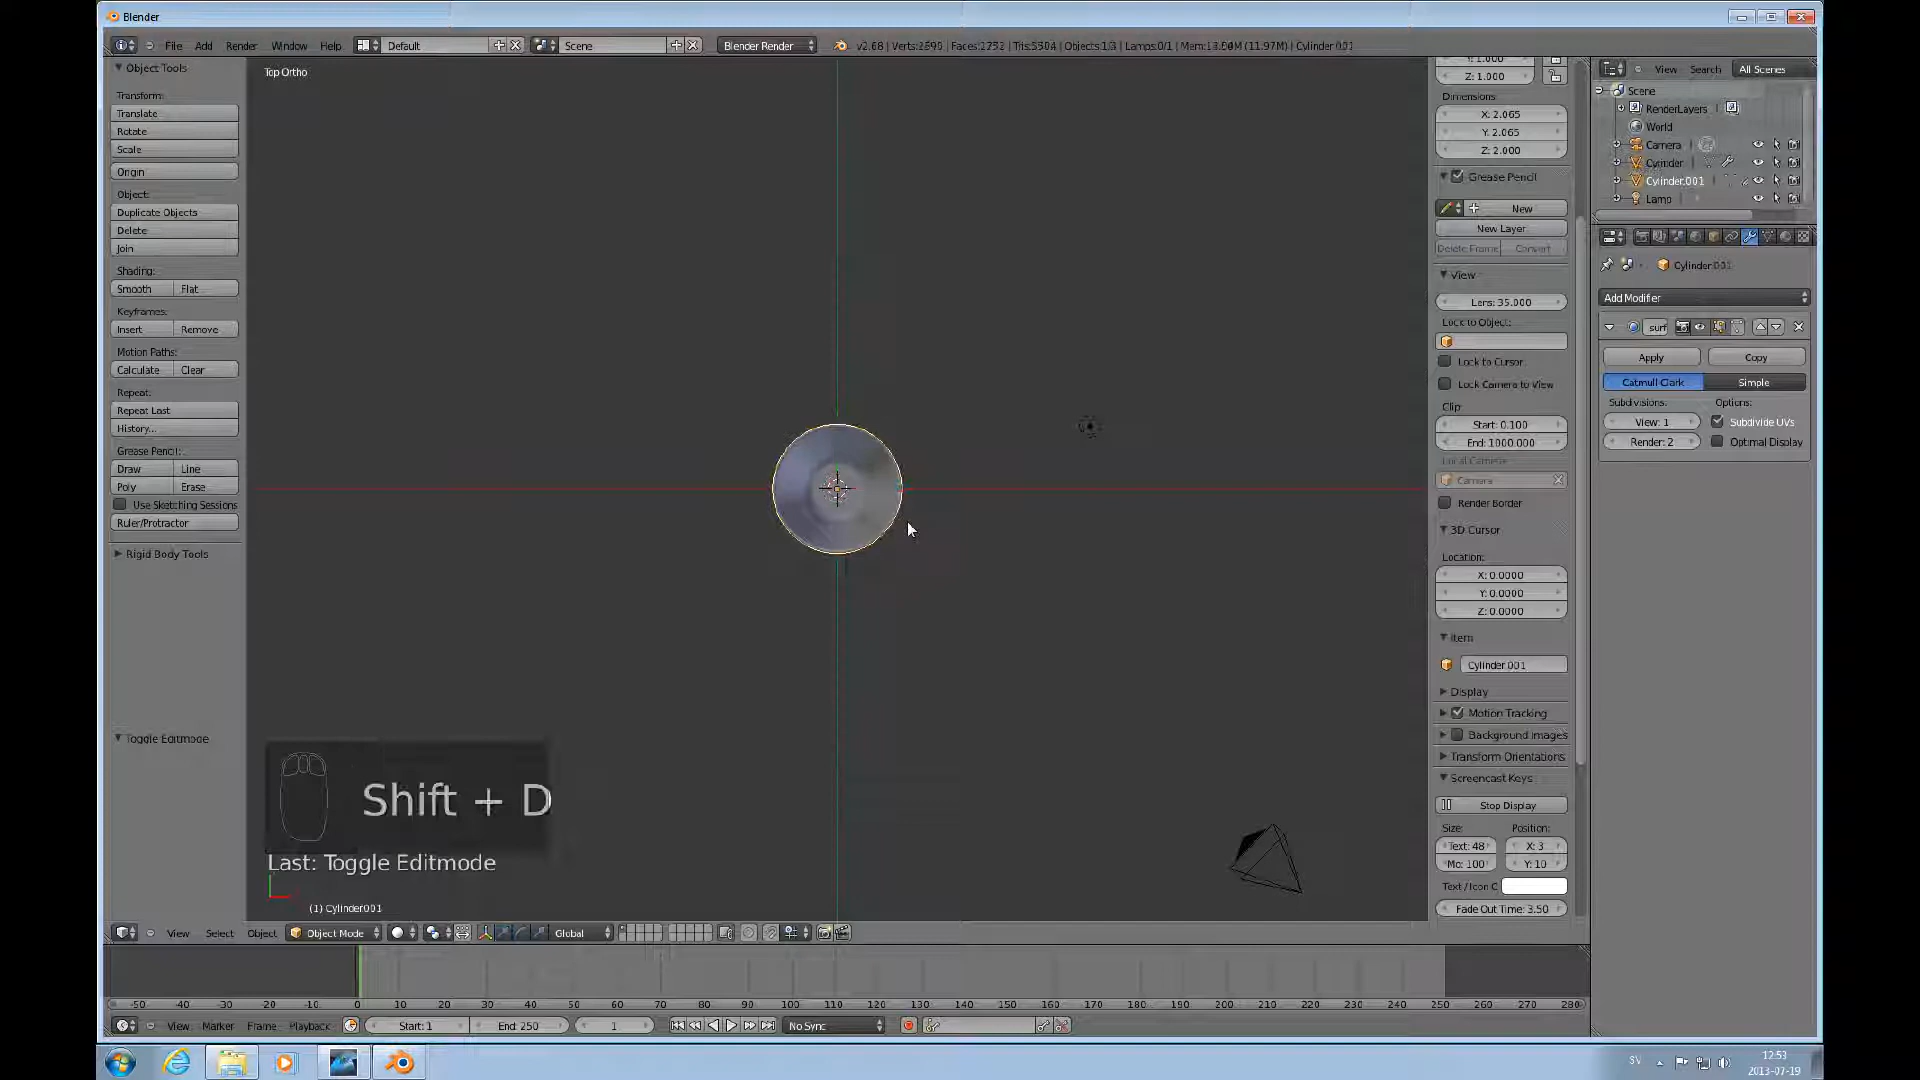 Blender
File Add Render Window Help Default Scene Blender Render v2.68 | Verts:2890 | Faces:2752 | Tris:5504 | Objects:1/3 | Lamps:0/1 | Mem:13.50M (11.97M) | Cylinder.001
Object Tools
Transform:
Translate
Rotate
Scale
Origin
Object:
Duplicate Objects
Delete
Join
Shading:
Smooth Flat
Keyframes:
Insert Remove
Motion Paths:
Calculate Clear
Repeat:
Repeat Last
History...
Grease Pencil:
Draw Line
Poly Erase
Use Sketching Sessions
Ruler/Protractor
Rigid Body Tools
Toggle Editmode
Top Ortho
Shift + D
Last: Toggle Editmode
(1) Cylinder.001
Y: 1.000
Z: 1.000
Dimensions:
X: 2.065
Y: 2.065
Z: 2.000
Grease Pencil
New
New Layer
Delete Frame Convert
View
Lens: 35.000
Lock to Object:
Lock to Cursor
Lock Camera to View
Clip:
Start: 0.100
End: 1000.000
Local Camera:
Camera
Render Border
3D Cursor
Location:
X: 0.0000
Y: 0.0000
Z: 0.0000
Item
Cylinder.001
Display
Motion Tracking
Background Images
Transform Orientations
Screencast Keys
Stop Display
Size: Position:
Text: 48 X: 3
Mo: 100 Y: 10
Text / Icon C
Fade Out Time: 3.50
View Search All Scenes
Scene
RenderLayers
World
Camera
Cylinder
Cylinder.001
Lamp
Cylinder.001
Add Modifier
surf
Apply Copy
Catmull-Clark Simple
Subdivisions: Options:
View: 1 Subdivide UVs
Render: 2 Optimal Display
View Select Object Object Mode Global
-50 -40 -30 -20 -10 0 10 20 30 40 50 60 70 80 90 100 110 120 130 140 150 160 170 180 190 200 210 220 230 240 250 260 270 280
View Marker Frame Playback Start: 1 End: 250 1 No Sync
SV 12:53
2013-07-19